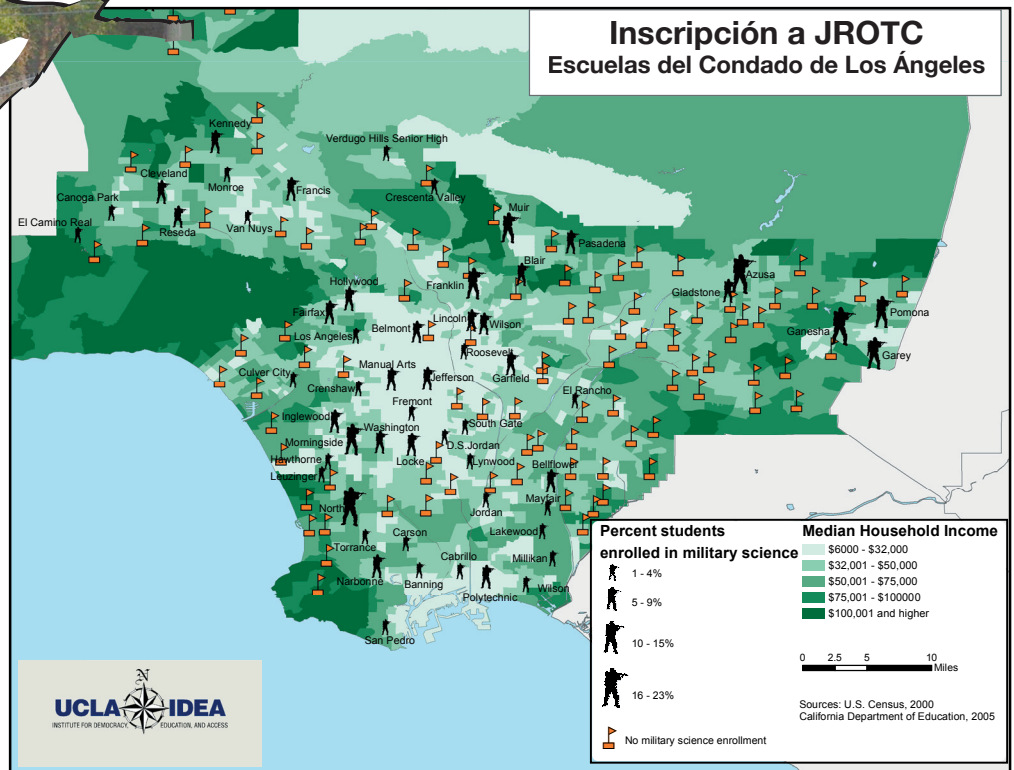 Inscripción a JROTC
Escuelas del Condado de Los Ángeles
Kennedy
Verdugo Hills Senior High
Cleveland
Monroe
Francis
Canoga Park
Crescenta Valley
El Camino Real
Reseda
Van Nuys
Muir
Pasadena
Blair
Azusa
Hollywood
Franklin
Gladstone
Fairfax
Lincoln
Wilson
Pomona
Belmont
Ganesha
Los Angeles
Roosevelt
Garey
Manual Arts
Culver City
Jefferson
Garfield
Crenshaw
El Rancho
Fremont
Inglewood
Washington
South Gate
Morningside
D.S.Jordan
Hawthorne
Locke
Lynwood
Bellflower
Leuzinger
Mayfair
North
Jordan
Carson
Lakewood
Torrance
Cabrillo
Millikan
Narbonne
Banning
Wilson
Polytechnic
San Pedro
Percent students
enrolled in military science
1 - 4%
5 - 9%
10 - 15%
16 - 23%
No military science enrollment
Median Household Income
$6000 - $32,000
$32,001 - $50,000
$50,001 - $75,000
$75,001 - $100000
$100,001 and higher
0 2.5 5 10
Miles
Sources: U.S. Census, 2000
California Department of Education, 2005
N
UCLA IDEA
INSTITUTE FOR DEMOCRACY, EDUCATION, AND ACCESS